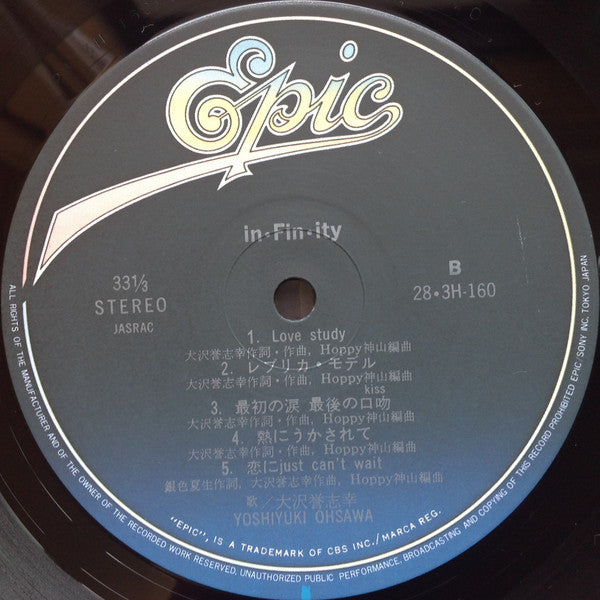 Epic
in・Fin・ity
33⅓
STEREO
JASRAC
B
28・3H-160
1. Love study
大沢誉志幸作詞・作曲, Hoppy神山編曲
2. レプリカ・モデル
大沢誉志幸作詞・作曲, Hoppy神山編曲
kiss
3. 最初の涙 最後の口吻
大沢誉志幸作詞・作曲, Hoppy神山編曲
4. 熱にうかされて
大沢誉志幸作詞・作曲, Hoppy神山編曲
5. 恋にjust can't wait
銀色夏生作詞, 大沢誉志幸作曲, Hoppy神山編曲
歌／大沢誉志幸
YOSHIYUKI OHSAWA
"EPIC", IS A TRADEMARK OF CBS INC./MARCA REG.
ALL RIGHTS OF THE MANUFACTURER AND OF THE OWNER OF THE RECORDED WORK RESERVED. UNAUTHORIZED PUBLIC PERFORMANCE, BROADCASTING AND COPYING OF THIS RECORD PROHIBITED EPIC/SONY INC. TOKYO JAPAN